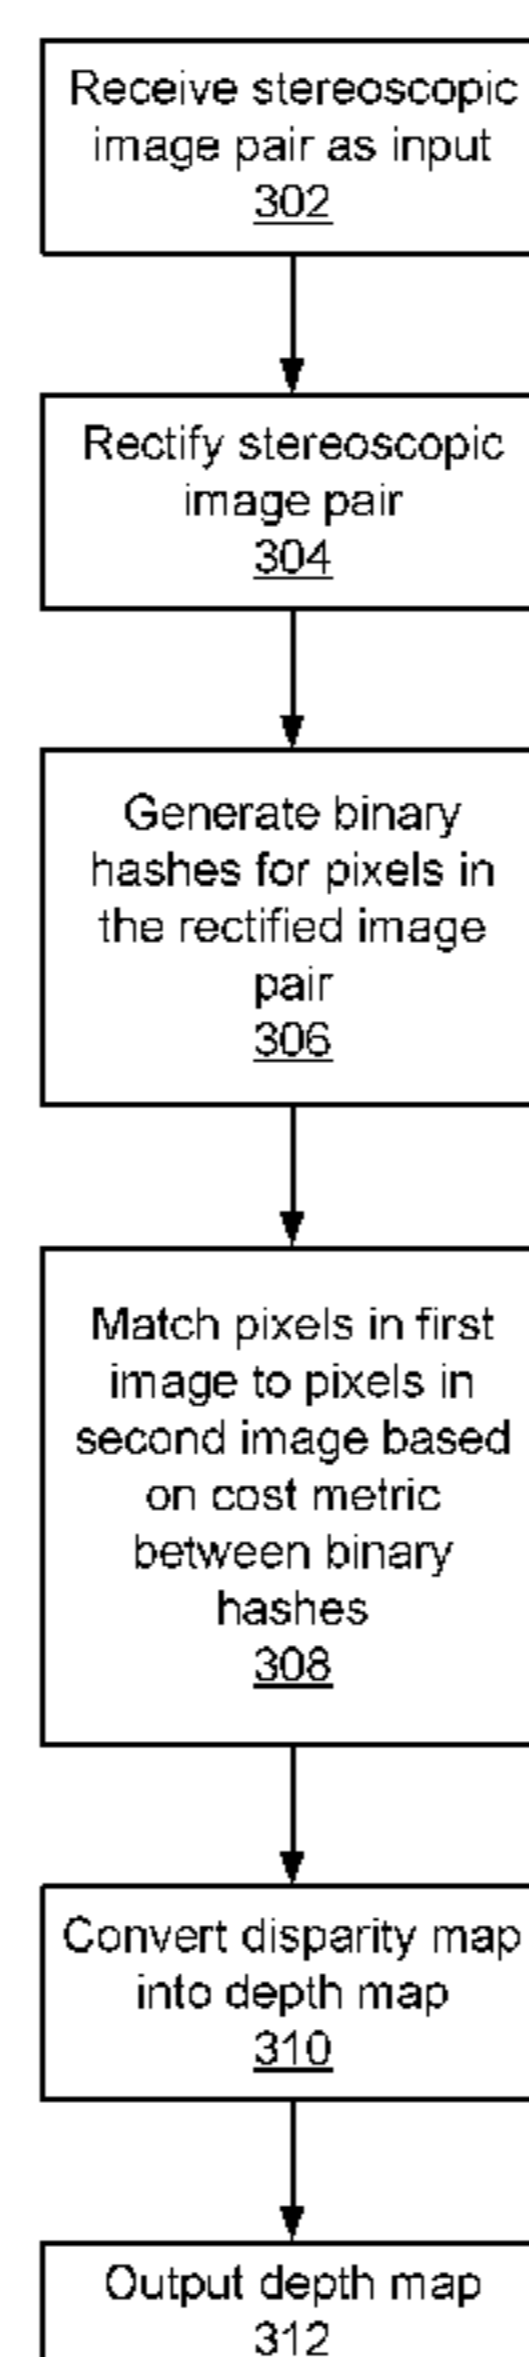 Receive stereoscopic
image pair as input
302
Rectify stereoscopic
image pair
304
Generate binary
hashes for pixels in
the rectified image
pair
306
Match pixels in first
image to pixels in
second image based
on cost metric
between binary
hashes
308
Convert disparity map
into depth map
310
Output depth map
312